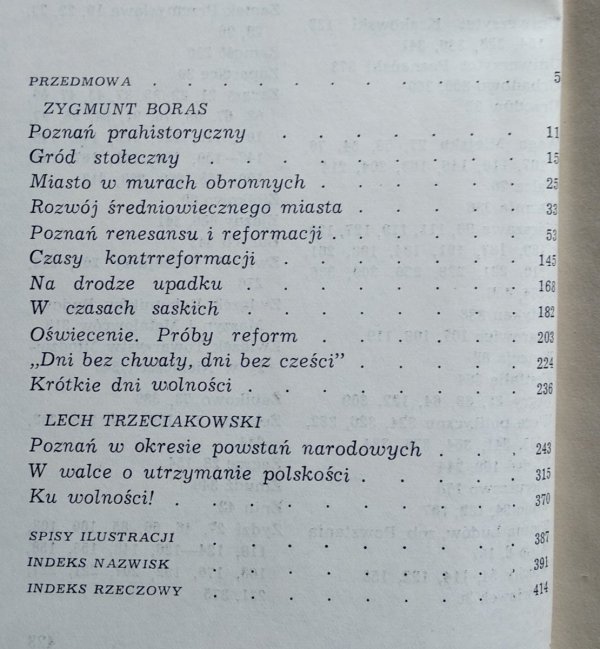 PRZEDMOWA . . . . . . . . . . . 5
ZYGMUNT BORAS
Poznań prahistoryczny . . . . . . . 11
Gród stołeczny . . . . . . . . . 15
Miasto w murach obronnych . . . . . . 25
Rozwój średniowiecznego miasta . . . . . 33
Poznań renesansu i reformacji . . . . . . 53
Czasy kontrreformacji . . . . . . . 145
Na drodze upadku . . . . . . . . 168
W czasach saskich . . . . . . . . 182
Oświecenie. Próby reform . . . . . . 203
„Dni bez chwały, dni bez cześci” . . . . . 224
Krótkie dni wolności . . . . . . . . 236
LECH TRZECIAKOWSKI
Poznań w okresie powstań narodowych . . . . 243
W walce o utrzymanie polskości . . . . . . 315
Ku wolności! . . . . . . . . . . 370
SPISY ILUSTRACJI . . . . . . . . . 387
INDEKS NAZWISK . . . . . . . . . 391
INDEKS RZECZOWY . . . . . . . . . 414